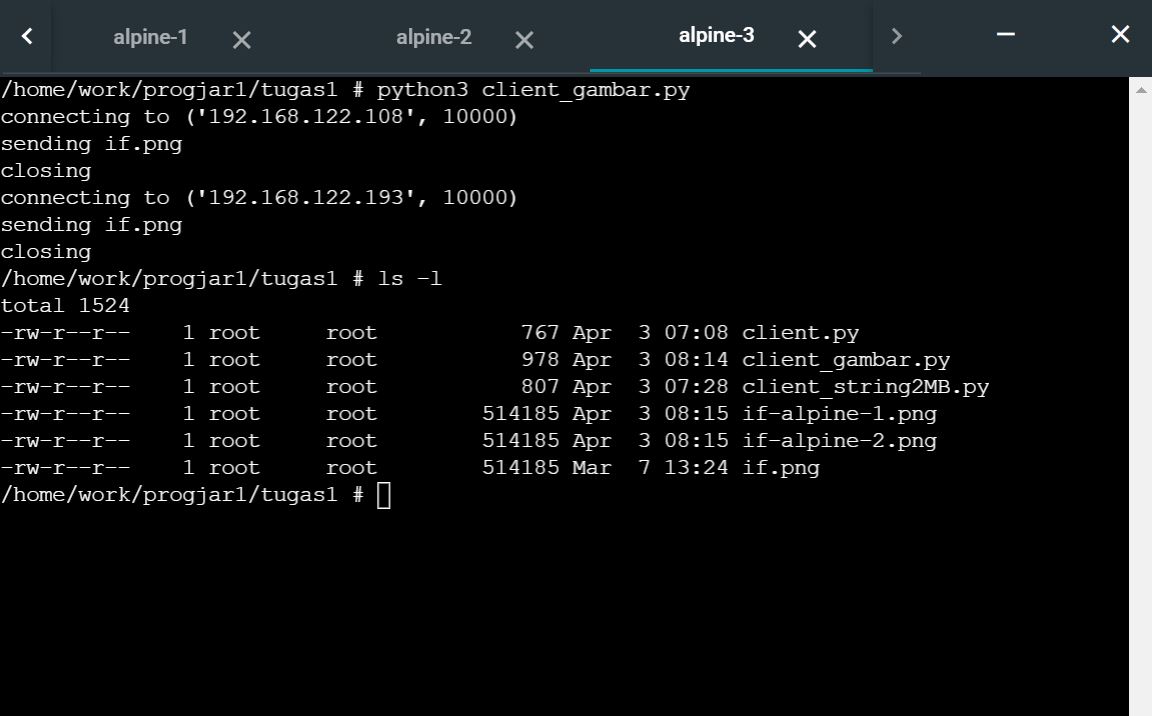 alpine-1 alpine-2 alpine-3
/home/work/progjar1/tugas1 # python3 client_gambar.py
connecting to ('192.168.122.108', 10000)
sending if.png
closing
connecting to ('192.168.122.193', 10000)
sending if.png
closing
/home/work/progjar1/tugas1 # ls -l
total 1524
-rw-r--r--    1 root     root           767 Apr  3 07:08 client.py
-rw-r--r--    1 root     root           978 Apr  3 08:14 client_gambar.py
-rw-r--r--    1 root     root           807 Apr  3 07:28 client_string2MB.py
-rw-r--r--    1 root     root        514185 Apr  3 08:15 if-alpine-1.png
-rw-r--r--    1 root     root        514185 Apr  3 08:15 if-alpine-2.png
-rw-r--r--    1 root     root        514185 Mar  7 13:24 if.png
/home/work/progjar1/tugas1 #